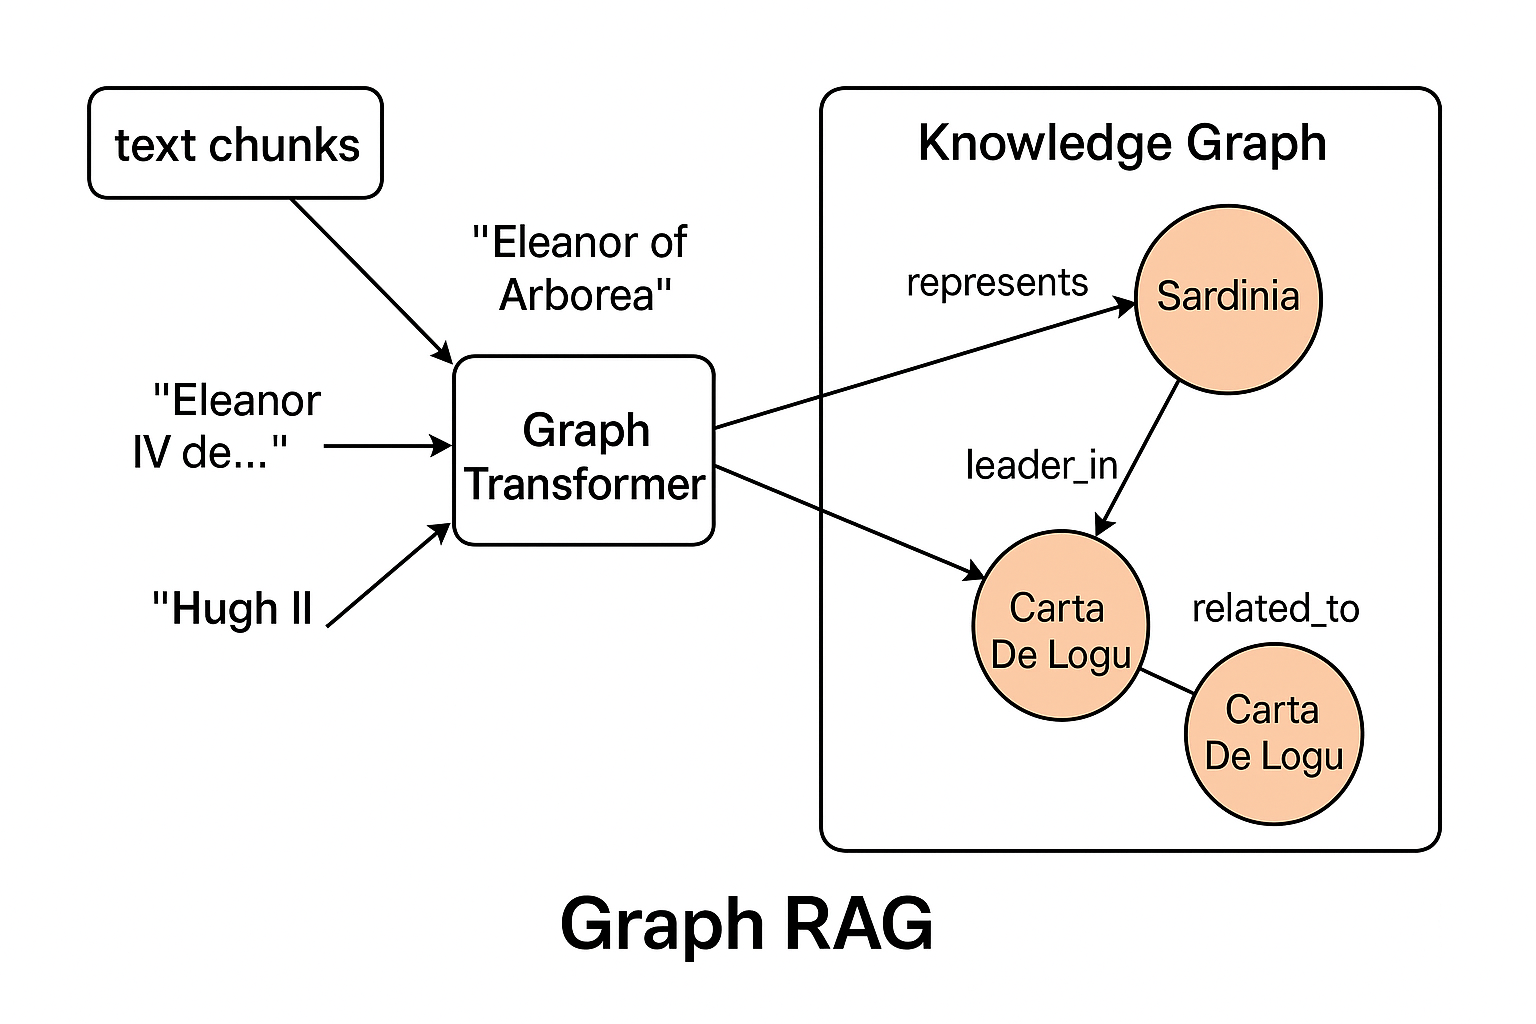 text chunks
"Eleanor of
Arborea"
"Eleanor
IV de..."
"Hugh II
Graph
Transformer
Knowledge Graph
represents
Sardinia
leader_in
Carta
De Logu
related_to
Carta
De Logu
Graph RAG